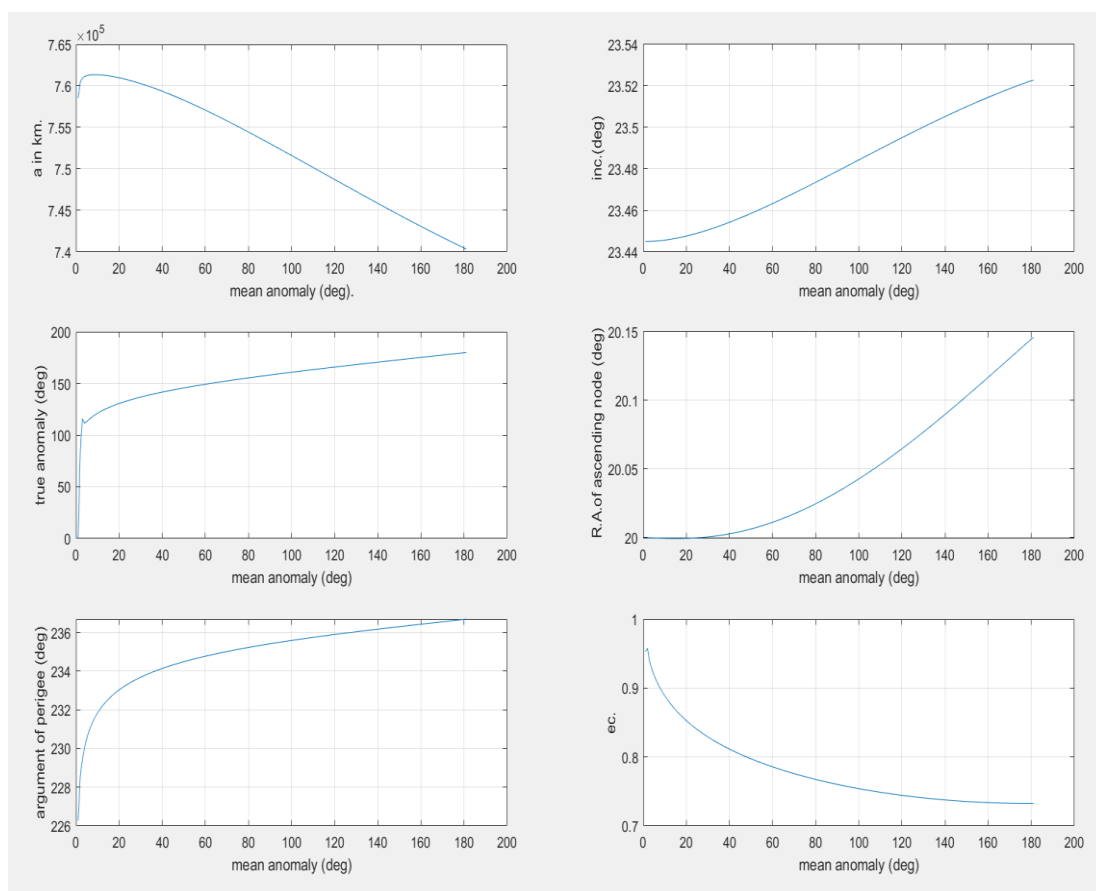 ×10⁵
7.65
7.6
7.55
7.5
7.45
7.4
a in km.
0 20 40 60 80 100 120 140 160 180 200
mean anomaly (deg).
23.54
23.52
23.5
23.48
23.46
23.44
inc.(deg)
0 20 40 60 80 100 120 140 160 180 200
mean anomaly (deg)
200
150
100
50
0
true anomaly (deg)
0 20 40 60 80 100 120 140 160 180 200
mean anomaly (deg)
20.15
20.1
20.05
20
R.A.of ascending node (deg)
0 20 40 60 80 100 120 140 160 180 200
mean anomaly (deg)
236
234
232
230
228
226
argument of perigee (deg)
0 20 40 60 80 100 120 140 160 180 200
mean anomaly (deg)
1
0.9
0.8
0.7
ec.
0 20 40 60 80 100 120 140 160 180 200
mean anomaly (deg)